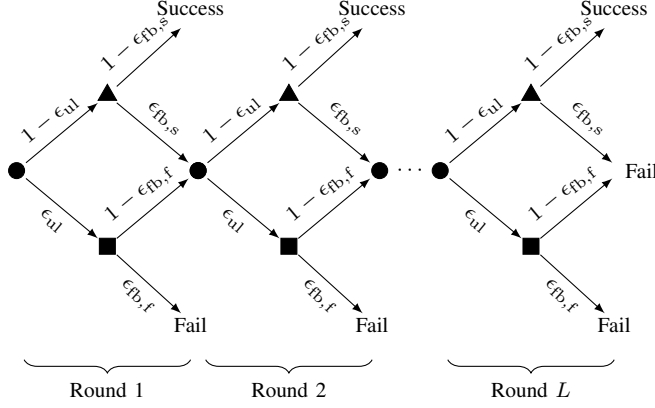 Success Success Success
1 − ϵfb,s 1 − ϵfb,s 1 − ϵfb,s
1 − ϵul 1 − ϵul 1 − ϵul
ϵfb,s ϵfb,s ϵfb,s
· · · Fail
ϵul 1 − ϵfb,f ϵul 1 − ϵfb,f ϵul 1 − ϵfb,f
ϵfb,f ϵfb,f ϵfb,f
Fail Fail Fail
Round 1 Round 2 Round L